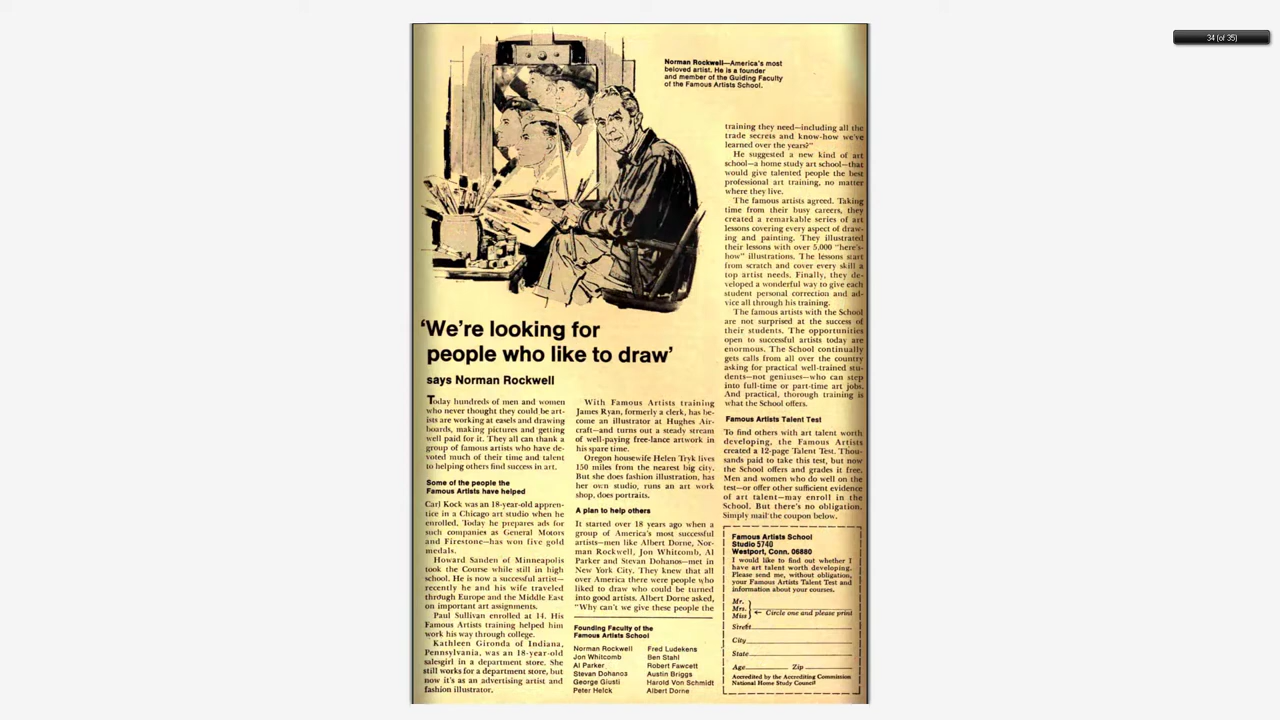 34 (of 35)
Norman Rockwell—America's most
beloved artist. He is a founder
and member of the Guiding Faculty
of the Famous Artists School.
'We're looking for
people who like to draw'
says Norman Rockwell
Today hundreds of men and women
who never thought they could be art-
ists are working at easels and drawing
boards, making pictures and getting
well paid for it. They all can thank a
group of famous artists who have de-
voted much of their time and talent
to helping others find success in art.
Some of the people the
Famous Artists have helped
Carl Kock was an 18-year-old appren-
tice in a Chicago art studio when he
enrolled. Today he prepares ads for
such companies as General Motors
and Firestone—has won five gold
medals.
Howard Sanden of Minneapolis
took the Course while still in high
school. He is now a successful artist—
recently he and his wife traveled
through Europe and the Middle East
on important art assignments.
Paul Sullivan enrolled at 14. His
Famous Artists training helped him
work his way through college.
Kathleen Gironda of Indiana,
Pennsylvania, was an 18-year-old
salesgirl in a department store. She
still works for a department store, but
now it's as an advertising artist and
fashion illustrator.
With Famous Artists training
James Ryan, formerly a clerk, has be-
come an illustrator at Hughes Air-
craft—and turns out a steady stream
of well-paying free-lance artwork in
his spare time.
Oregon housewife Helen Tryk lives
150 miles from the nearest big city.
But she does fashion illustration, has
her own studio, runs an art work
shop, does portraits.
A plan to help others
It started over 18 years ago when a
group of America's most successful
artists—men like Albert Dorne, Nor-
man Rockwell, Jon Whitcomb, Al
Parker and Stevan Dohanos—met in
New York City. They knew that all
over America there were people who
liked to draw who could be turned
into good artists. Albert Dorne asked,
"Why can't we give these people the
Founding Faculty of the
Famous Artists School
Norman Rockwell
Jon Whitcomb
Al Parker
Stevan Dohanos
George Giusti
Peter Helck
Fred Ludekens
Ben Stahl
Robert Fawcett
Austin Briggs
Harold Von Schmidt
Albert Dorne
training they need—including all the
trade secrets and know-how we've
learned over the years?"
He suggested a new kind of art
school—a home study art school—that
would give talented people the best
professional art training, no matter
where they live.
The famous artists agreed. Taking
time from their busy careers, they
created a remarkable series of art
lessons covering every aspect of draw-
ing and painting. They illustrated
their lessons with over 5,000 "here's-
how" illustrations. The lessons start
from scratch and cover every skill a
top artist needs. Finally, they de-
veloped a wonderful way to give each
student personal correction and ad-
vice all through his training.
The famous artists with the School
are not surprised at the success of
their students. The opportunities
open to successful artists today are
enormous. The School continually
gets calls from all over the country
asking for practical well-trained stu-
dents—not geniuses—who can step
into full-time or part-time art jobs.
And practical, thorough training is
what the School offers.
Famous Artists Talent Test
To find others with art talent worth
developing, the Famous Artists
created a 12-page Talent Test. Thou-
sands paid to take this test, but now
the School offers and grades it free.
Men and women who do well on the
test—or offer other sufficient evidence
of art talent—may enroll in the
School. But there's no obligation.
Simply mail the coupon below.
Famous Artists School
Studio 5740
Westport, Conn. 06880
I would like to find out whether I
have art talent worth developing.
Please send me, without obligation,
your Famous Artists Talent Test and
information about your courses.
Mr.
Mrs.
Miss
← Circle one and please print
Street
City
State
Age Zip
Accredited by the Accrediting Commission
National Home Study Council